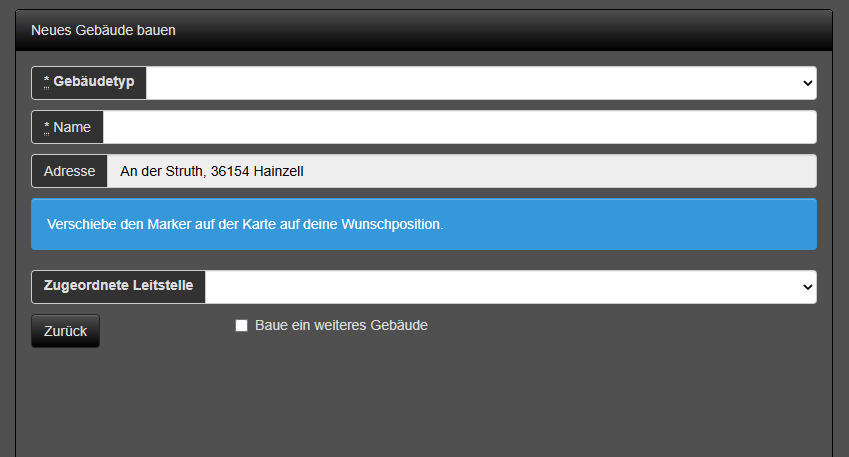 Neues Gebäude bauen
* Gebäudetyp
* Name
Adresse An der Struth, 36154 Hainzell
Verschiebe den Marker auf der Karte auf deine Wunschposition.
Zugeordnete Leitstelle
Zurück Baue ein weiteres Gebäude